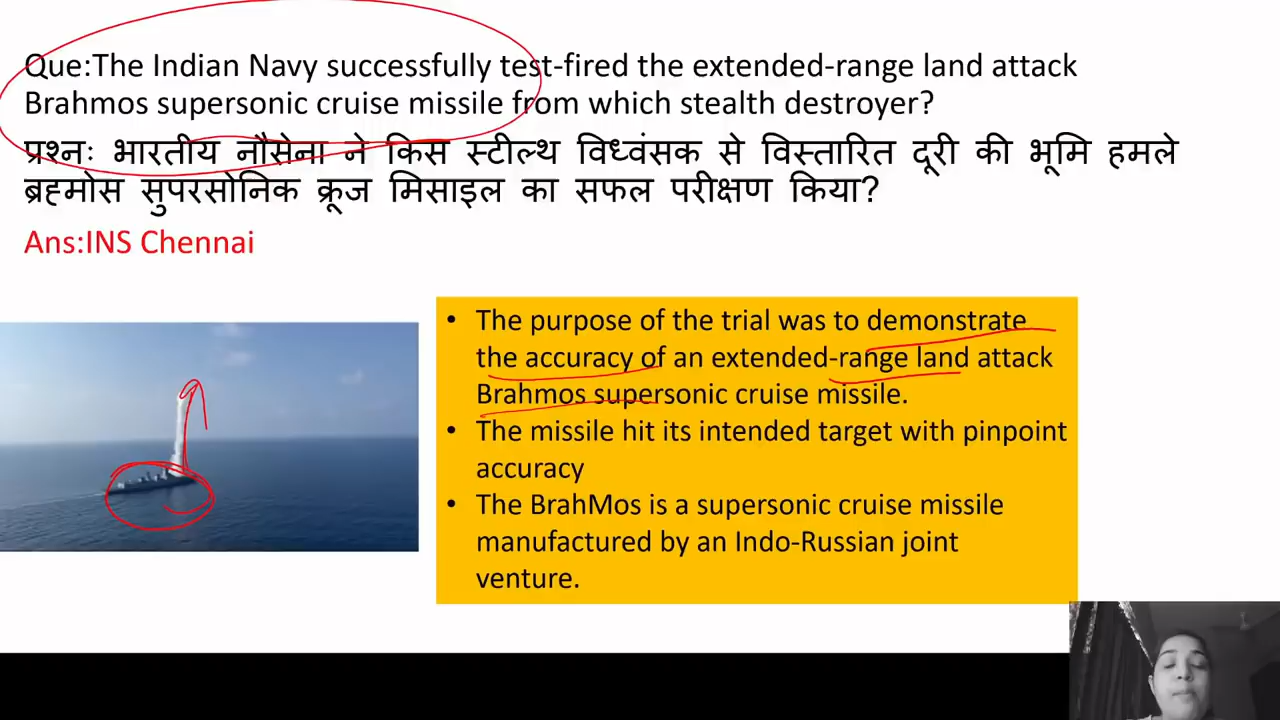 Que:The Indian Navy successfully test-fired the extended-range land attack
Brahmos supersonic cruise missile from which stealth destroyer?
प्रश्नः भारतीय नौसेना ने किस स्टील्थ विध्वंसक से विस्तारित दूरी की भूमि हमले
ब्रह्मोस सुपरसोनिक क्रूज मिसाइल का सफल परीक्षण किया?
Ans:INS Chennai
• The purpose of the trial was to demonstrate
the accuracy of an extended-range land attack
Brahmos supersonic cruise missile.
• The missile hit its intended target with pinpoint
accuracy
• The BrahMos is a supersonic cruise missile
manufactured by an Indo-Russian joint
venture.